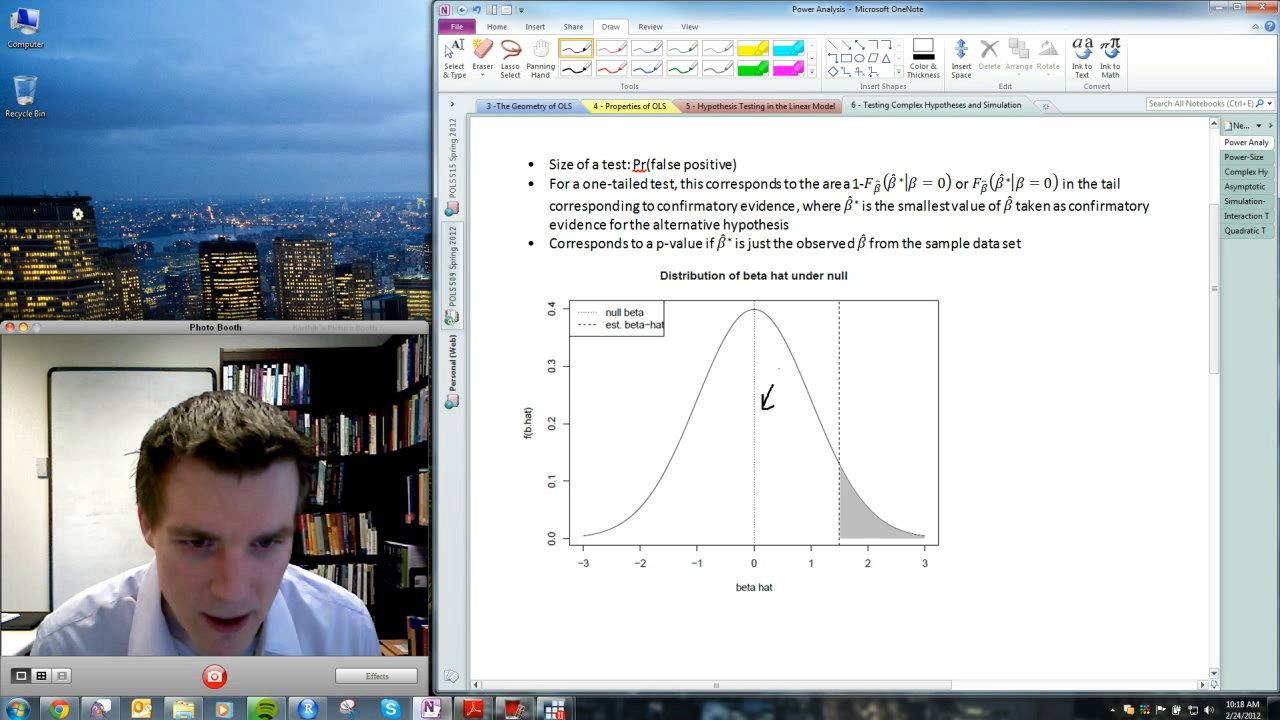 Computer
Recycle Bin
Photo Booth
Effects
Power Analysis - Microsoft OneNote
File Home Insert Share Draw Review View
Select & Type
Eraser
Lasso Select
Panning Hand
Color & Thickness
Insert Space
Delete
Arrange
Rotate
Ink to Text
Ink to Math
Tools Insert Shapes Edit Convert
3 -The Geometry of OLS 4 - Properties of OLS 5 - Hypothesis Testing in the Linear Model 6 - Testing Complex Hypotheses and Simulation
Search All Notebooks (Ctrl+E)
POLS 515 Spring 2012
POLS 509 Spring 2012
Personal (Web)
Ne...
Power Analy
Power-Size
Complex Hy
Asymptotic
Simulation-
Interaction T
Quadratic T
• Size of a test: Pr(false positive)
• For a one-tailed test, this corresponds to the area 1-F_β̂(β̂*|β = 0) or F_β̂(β̂*|β = 0) in the tail
corresponding to confirmatory evidence, where β̂* is the smallest value of β̂ taken as confirmatory
evidence for the alternative hypothesis
• Corresponds to a p-value if β̂* is just the observed β̂ from the sample data set
Distribution of beta hat under null
null beta
est. beta-hat
f(b.hat)
0.4
0.3
0.2
0.1
0.0
-3 -2 -1 0 1 2 3
beta hat
10:18 AM
2/24/2012